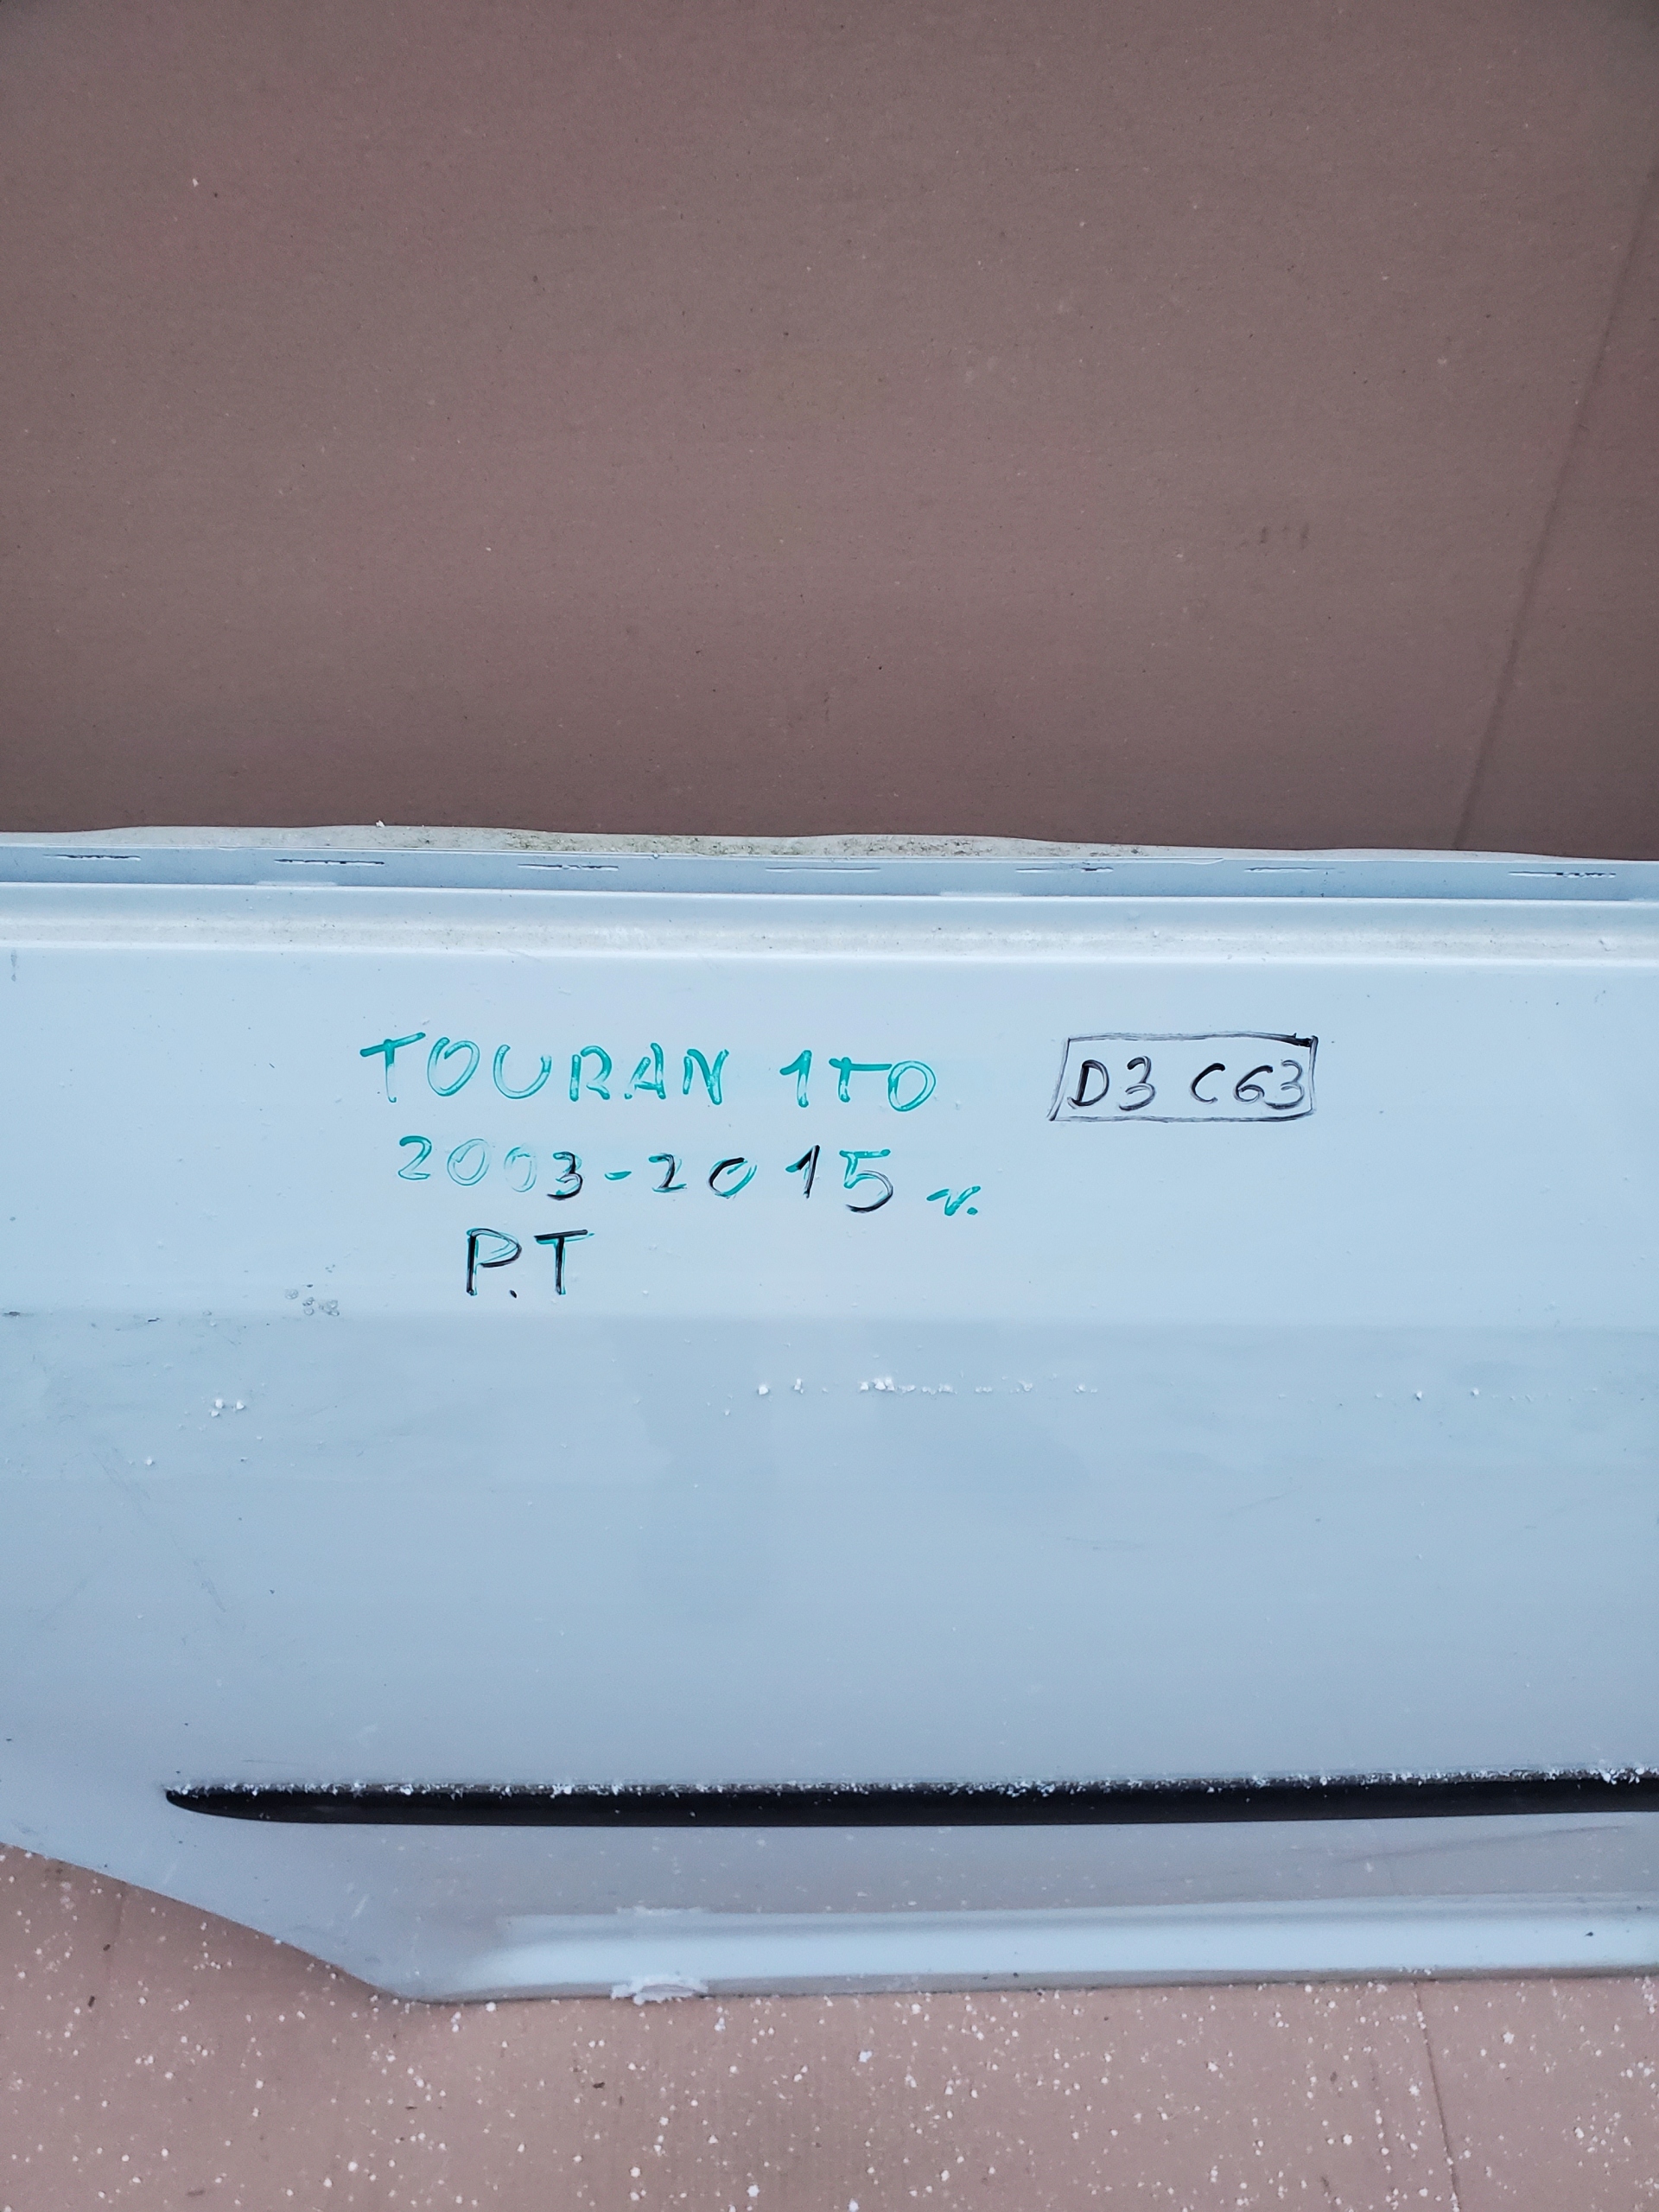 TOURAN 1T0 D3 C63
2003-2015 r.
P.T